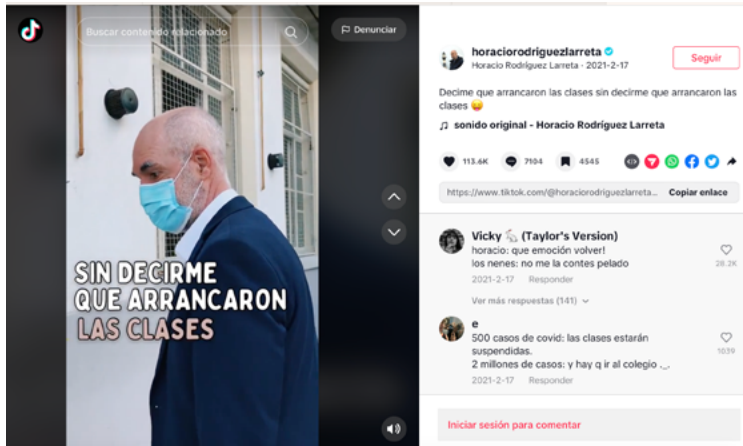 Buscar contenido relacionado
Denunciar
SIN DECIRME
QUE ARRANCARON
LAS CLASES
horaciorodriguezlarreta
Horacio Rodríguez Larreta · 2021-2-17
Seguir
Decime que arrancaron las clases sin decirme que arrancaron las
clases 😛
sonido original - Horacio Rodríguez Larreta
113.6K
7104
4545
https://www.tiktok.com/@horaciorodriguezlarreta...
Copiar enlace
Vicky 🐇 (Taylor's Version)
horacio: que emoción volver!
los nenes: no me la contes pelado
28.2K
2021-2-17 Responder
Ver más respuestas (141)
e
500 casos de covid: las clases estarán
suspendidas.
2 millones de casos: y hay q ir al colegio ._.
1039
2021-2-17 Responder
Iniciar sesión para comentar